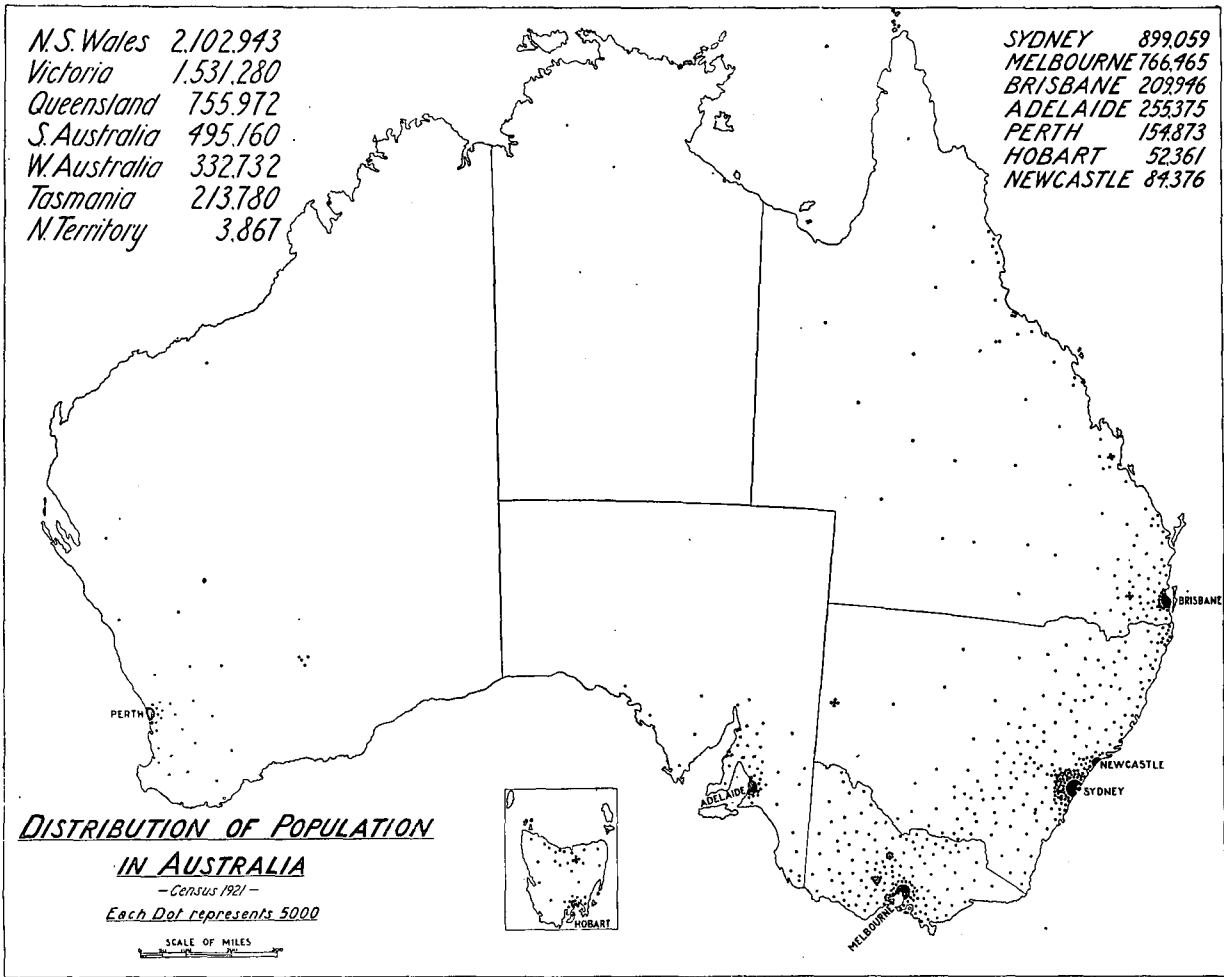 N.S. Wales 2,102,943
Victoria 1,531,280
Queensland 755,972
S. Australia 495,160
W. Australia 332,732
Tasmania 213,780
N. Territory 3,867
SYDNEY 899,059
MELBOURNE 766,465
BRISBANE 209,946
ADELAIDE 255,375
PERTH 154,873
HOBART 52,361
NEWCASTLE 84,376
BRISBANE
PERTH
NEWCASTLE
SYDNEY
ADELAIDE
MELBOURNE
HOBART
DISTRIBUTION OF POPULATION
IN AUSTRALIA
– Census 1921 –
Each Dot represents 5000
SCALE OF MILES